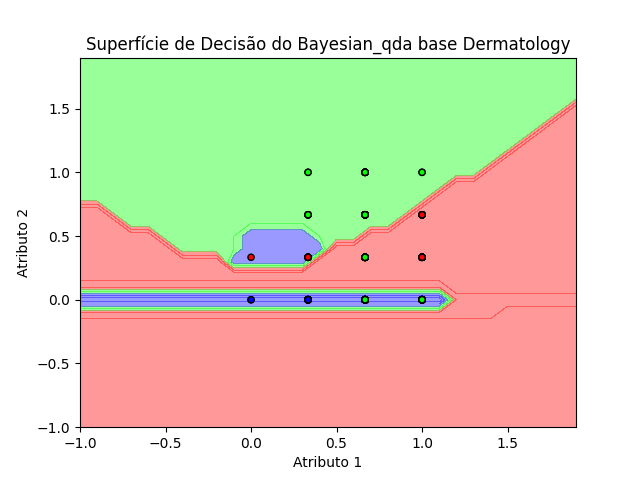 Superfície de Decisão do Bayesian_qda base Dermatology
1.5
1.0
0.5
0.0
−0.5
−1.0
Atributo 2
−1.0 −0.5 0.0 0.5 1.0 1.5
Atributo 1